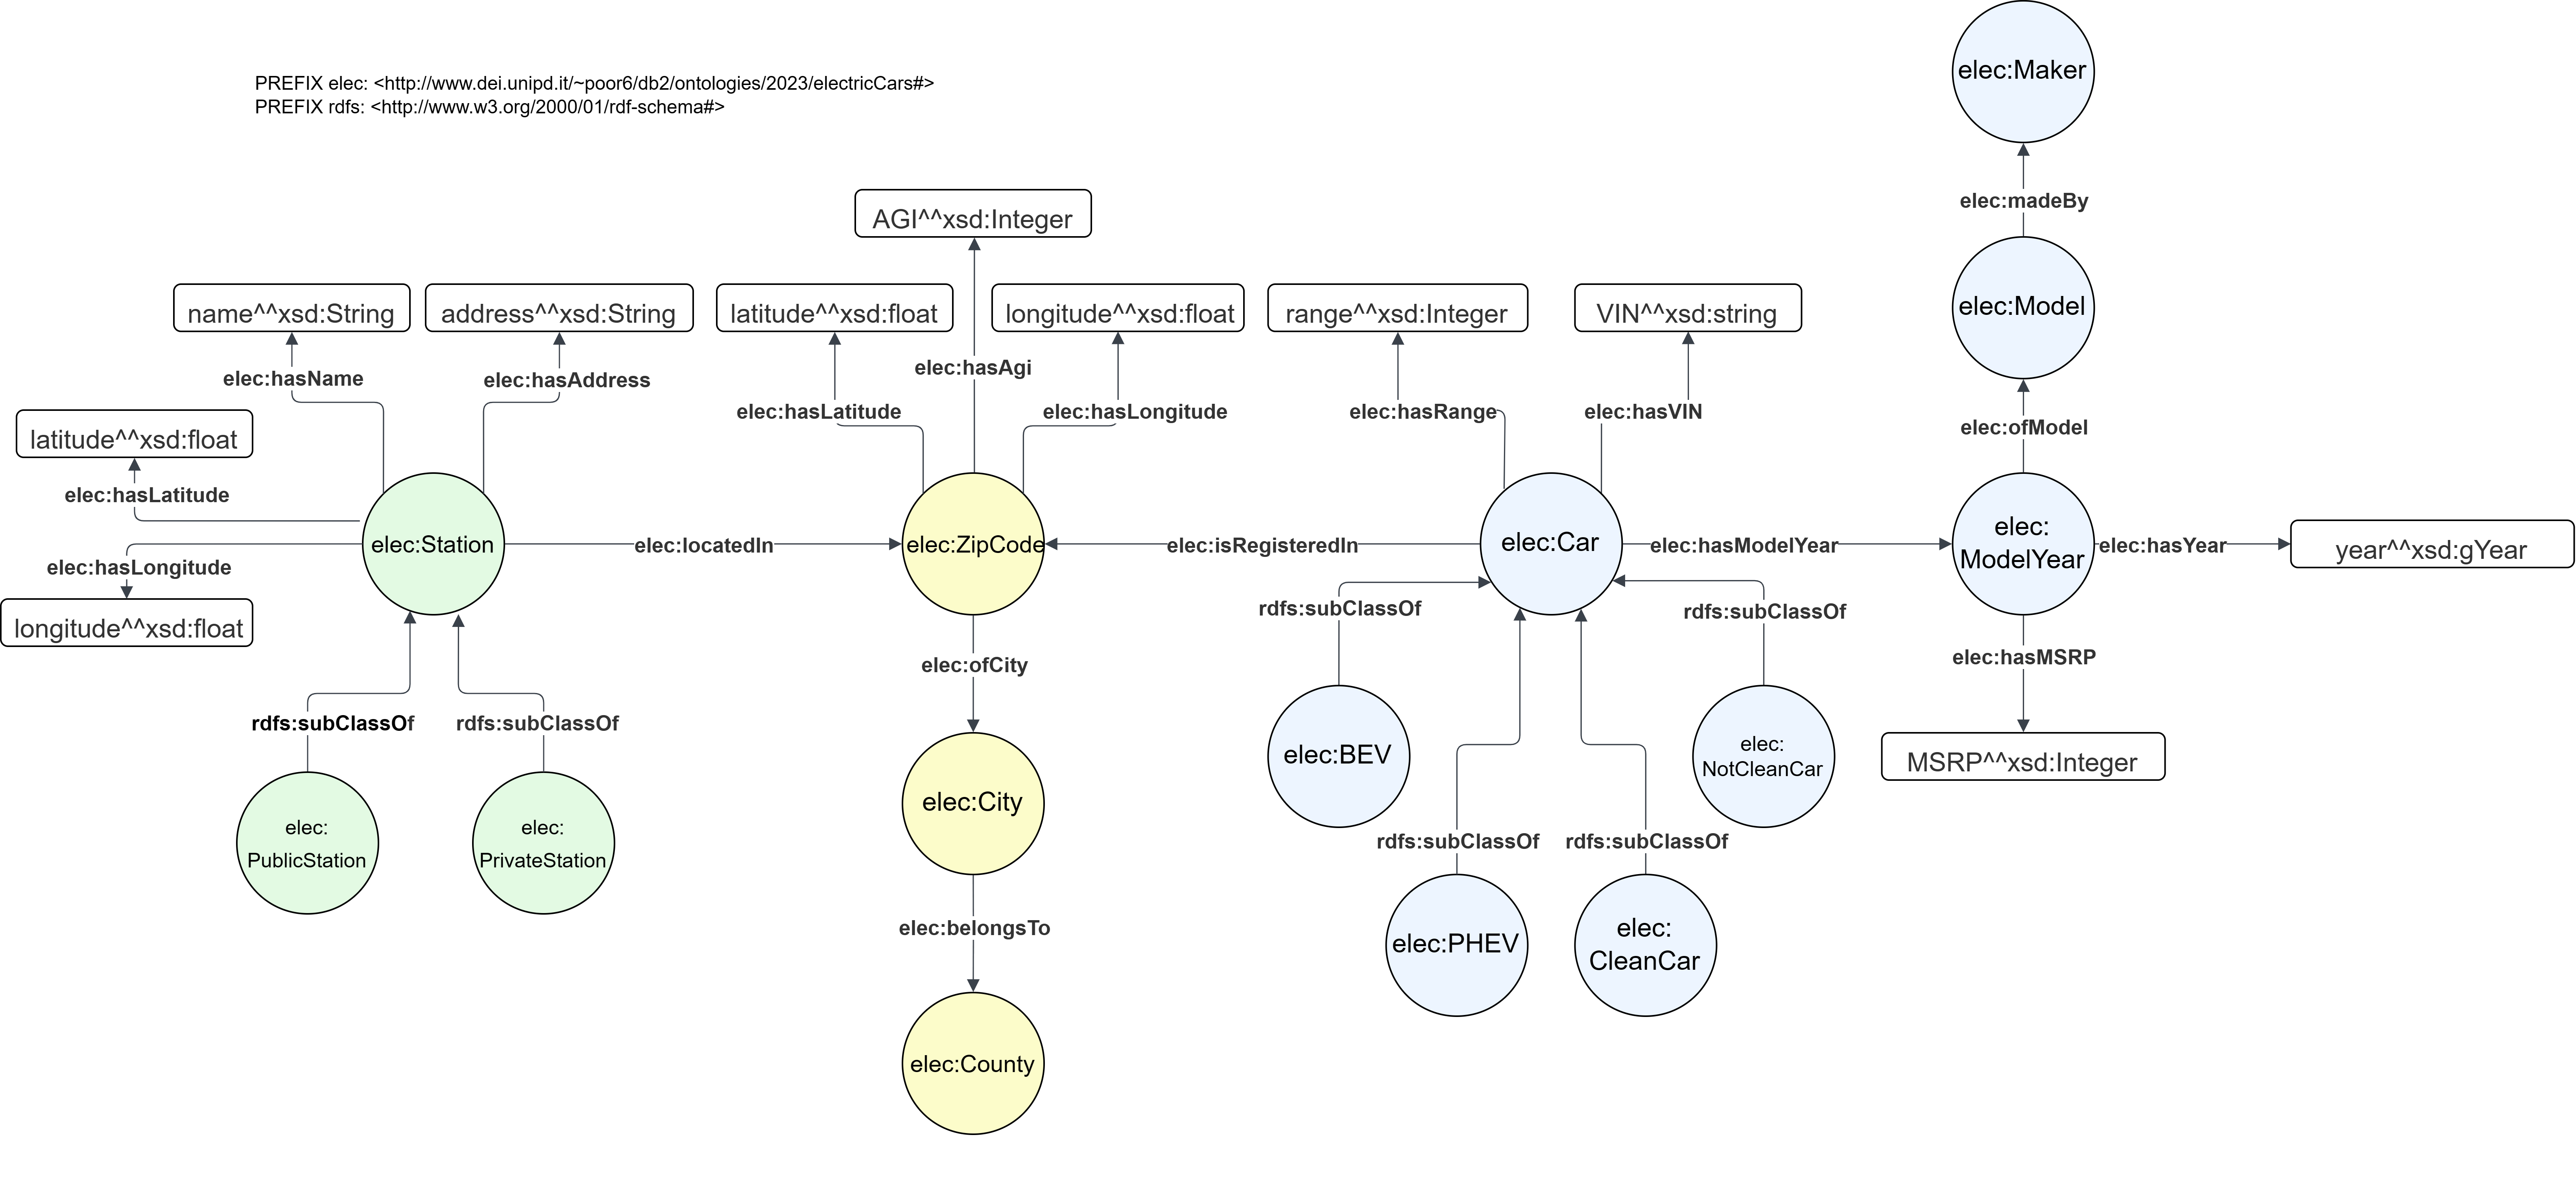 PREFIX elec: <http://www.dei.unipd.it/~poor6/db2/ontologies/2023/electricCars#>
PREFIX rdfs: <http://www.w3.org/2000/01/rdf-schema#>
elec:Maker
elec:madeBy
AGI^^xsd:Integer
name^^xsd:String
address^^xsd:String
latitude^^xsd:float
longitude^^xsd:float
range^^xsd:Integer
VIN^^xsd:string
elec:Model
elec:hasName
elec:hasAddress
elec:hasAgi
elec:hasLatitude
elec:hasLongitude
elec:hasRange
elec:hasVIN
elec:ofModel
latitude^^xsd:float
elec:hasLatitude
elec:hasLongitude
longitude^^xsd:float
elec:Station
elec:locatedIn
elec:ZipCode
elec:isRegisteredIn
elec:Car
elec:hasModelYear
elec:
ModelYear
elec:hasYear
year^^xsd:gYear
rdfs:subClassOf
rdfs:subClassOf
elec:ofCity
elec:hasMSRP
rdfs:subClassOf
rdfs:subClassOf
elec:BEV
elec:
NotCleanCar
MSRP^^xsd:Integer
elec:City
elec:
PublicStation
elec:
PrivateStation
rdfs:subClassOf
rdfs:subClassOf
elec:belongsTo
elec:PHEV
elec:
CleanCar
elec:County